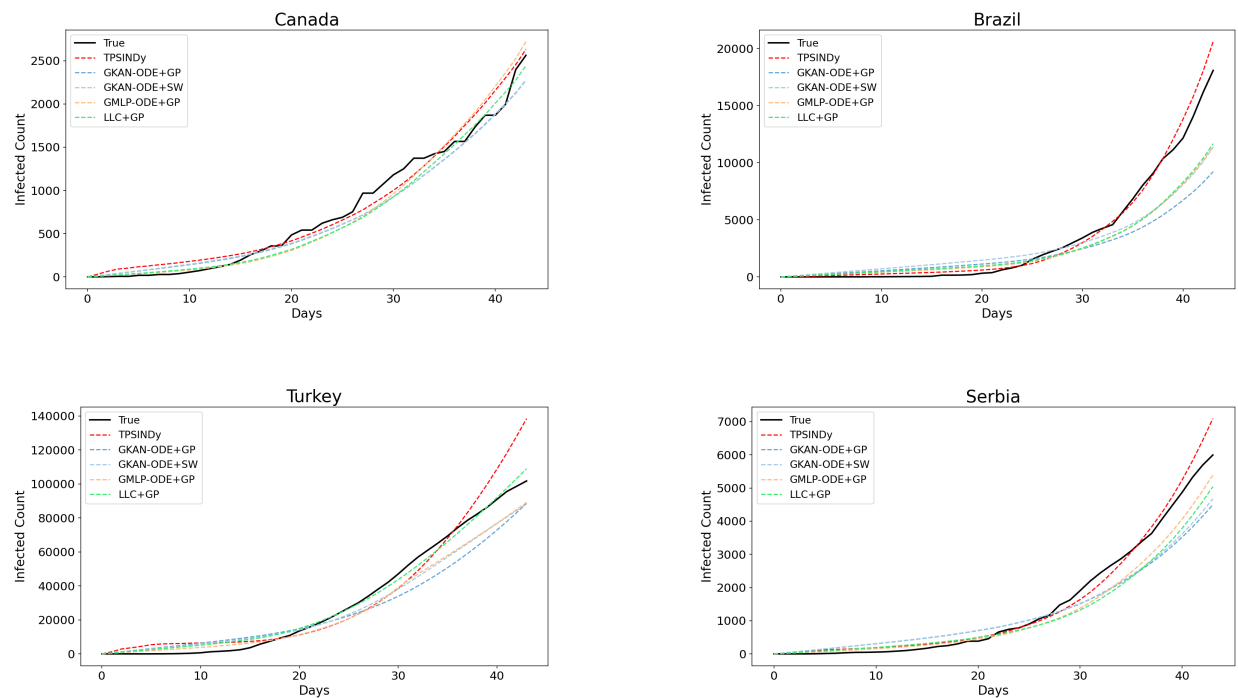 Canada
2500
2000
1500
1000
500
0
Infected Count
True
TPSINDy
GKAN-ODE+GP
GKAN-ODE+SW
GMLP-ODE+GP
LLC+GP
0 10 20 30 40
Days
Brazil
20000
15000
10000
5000
0
Infected Count
True
TPSINDy
GKAN-ODE+GP
GKAN-ODE+SW
GMLP-ODE+GP
LLC+GP
0 10 20 30 40
Days
Turkey
140000
120000
100000
80000
60000
40000
20000
0
Infected Count
True
TPSINDy
GKAN-ODE+GP
GKAN-ODE+SW
GMLP-ODE+GP
LLC+GP
0 10 20 30 40
Days
Serbia
7000
6000
5000
4000
3000
2000
1000
0
Infected Count
True
TPSINDy
GKAN-ODE+GP
GKAN-ODE+SW
GMLP-ODE+GP
LLC+GP
0 10 20 30 40
Days